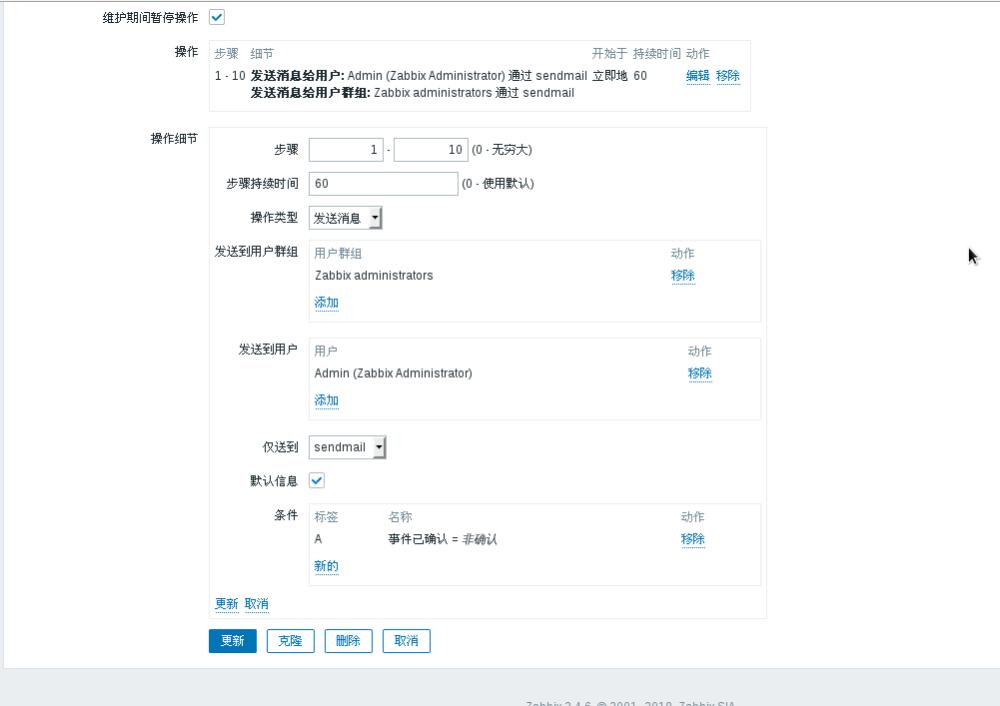 维护期间暂停操作
操作 步骤 细节 开始于 持续时间 动作
1 - 10 发送消息给用户: Admin (Zabbix Administrator) 通过 sendmail 立即地 60 编辑 移除
发送消息给用户群组: Zabbix administrators 通过 sendmail
操作细节
步骤 1 - 10 (0 - 无穷大)
步骤持续时间 60 (0 - 使用默认)
操作类型 发送消息
发送到用户群组 用户群组 动作
Zabbix administrators 移除
添加
发送到用户 用户 动作
Admin (Zabbix Administrator) 移除
添加
仅送到 sendmail
默认信息
条件 标签 名称 动作
A 事件已确认 = 非确认 移除
新的
更新 取消
更新 克隆 删除 取消